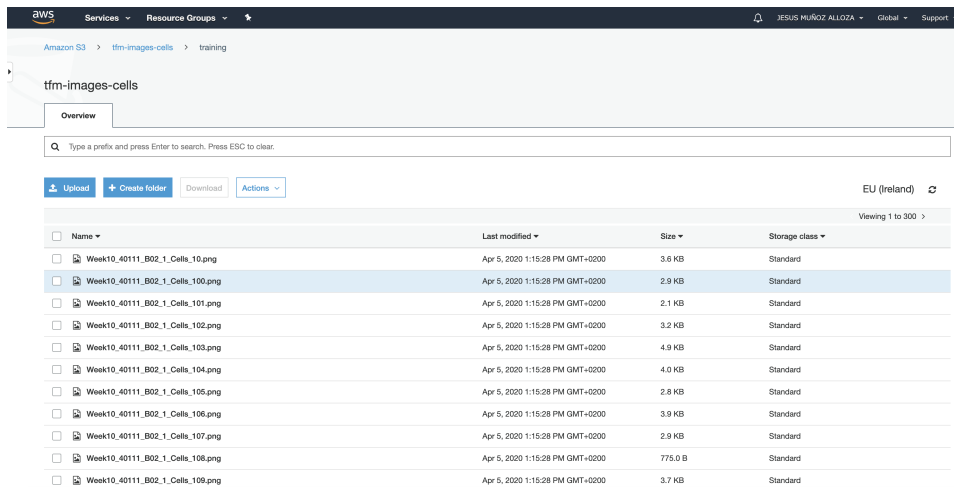 aws Services Resource Groups JESUS MUÑOZ ALLOZA Global Support
Amazon S3 > tfm-images-cells > training
tfm-images-cells
Overview
Type a prefix and press Enter to search. Press ESC to clear.
Upload + Create folder Download Actions EU (Ireland)
Viewing 1 to 300 >
Name Last modified Size Storage class
Week10_40111_B02_1_Cells_10.png Apr 5, 2020 1:15:28 PM GMT+0200 3.6 KB Standard
Week10_40111_B02_1_Cells_100.png Apr 5, 2020 1:15:28 PM GMT+0200 2.9 KB Standard
Week10_40111_B02_1_Cells_101.png Apr 5, 2020 1:15:28 PM GMT+0200 2.1 KB Standard
Week10_40111_B02_1_Cells_102.png Apr 5, 2020 1:15:28 PM GMT+0200 3.2 KB Standard
Week10_40111_B02_1_Cells_103.png Apr 5, 2020 1:15:28 PM GMT+0200 4.9 KB Standard
Week10_40111_B02_1_Cells_104.png Apr 5, 2020 1:15:28 PM GMT+0200 4.0 KB Standard
Week10_40111_B02_1_Cells_105.png Apr 5, 2020 1:15:28 PM GMT+0200 2.8 KB Standard
Week10_40111_B02_1_Cells_106.png Apr 5, 2020 1:15:28 PM GMT+0200 3.9 KB Standard
Week10_40111_B02_1_Cells_107.png Apr 5, 2020 1:15:28 PM GMT+0200 2.9 KB Standard
Week10_40111_B02_1_Cells_108.png Apr 5, 2020 1:15:28 PM GMT+0200 775.0 B Standard
Week10_40111_B02_1_Cells_109.png Apr 5, 2020 1:15:28 PM GMT+0200 3.7 KB Standard